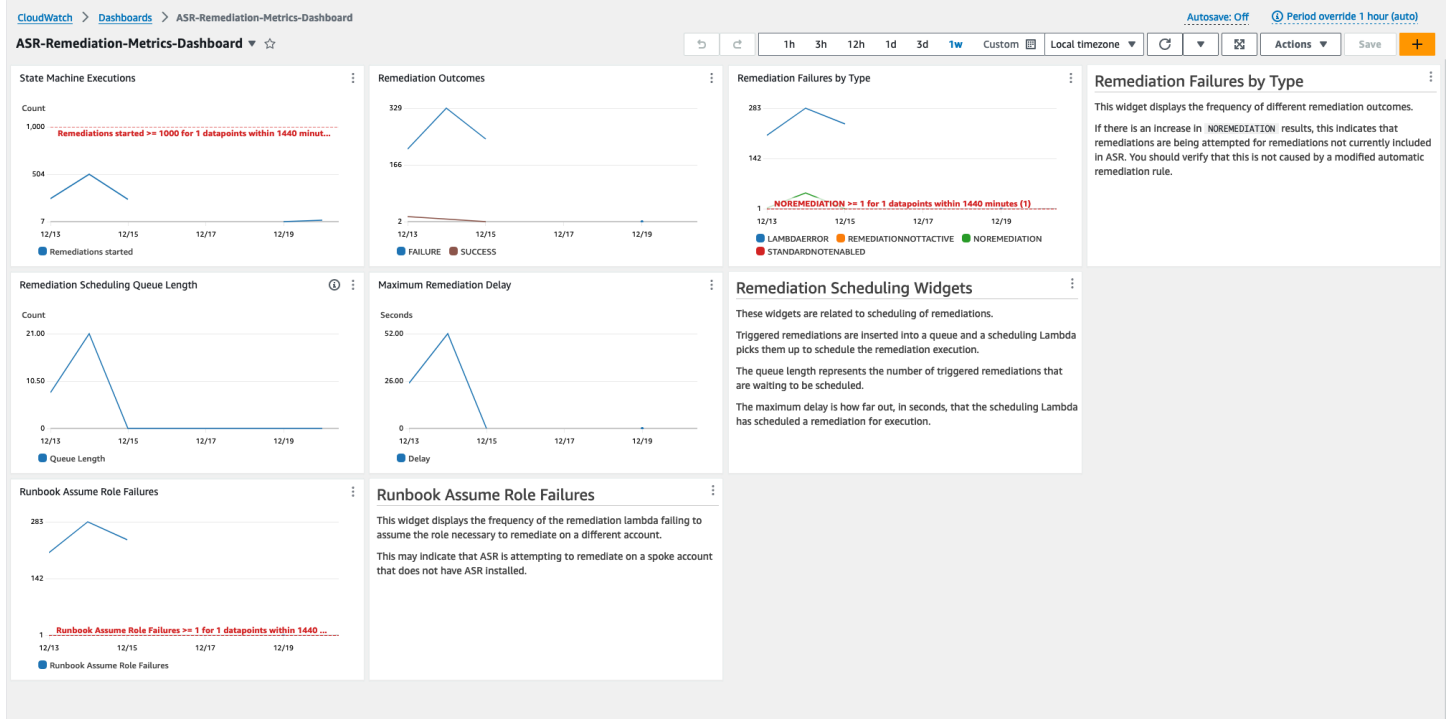 CloudWatch > Dashboards > ASR-Remediation-Metrics-Dashboard
Autosave: Off
Period override 1 hour (auto)
ASR-Remediation-Metrics-Dashboard
1h 3h 12h 1d 3d 1w Custom Local timezone Actions Save +
State Machine Executions
Count
1,000
Remediations started >= 1000 for 1 datapoints within 1440 minut...
504
7
12/13 12/15 12/17 12/19
Remediations started
Remediation Outcomes
329
166
2
12/13 12/15 12/17 12/19
FAILURE SUCCESS
Remediation Failures by Type
283
142
1
NOREMEDIATION >= 1 for 1 datapoints within 1440 minutes (1)
12/13 12/15 12/17 12/19
LAMBDAERROR REMEDIATIONNOTTACTIVE NOREMEDIATION
STANDARDNOTENABLED
Remediation Failures by Type
This widget displays the frequency of different remediation outcomes.
If there is an increase in NOREMEDIATION results, this indicates that
remediations are being attempted for remediations not currently included
in ASR. You should verify that this is not caused by a modified automatic
remediation rule.
Remediation Scheduling Queue Length
Count
21.00
10.50
0
12/13 12/15 12/17 12/19
Queue Length
Maximum Remediation Delay
Seconds
52.00
26.00
0
12/13 12/15 12/17 12/19
Delay
Remediation Scheduling Widgets
These widgets are related to scheduling of remediations.
Triggered remediations are inserted into a queue and a scheduling Lambda
picks them up to schedule the remediation execution.
The queue length represents the number of triggered remediations that
are waiting to be scheduled.
The maximum delay is how far out, in seconds, that the scheduling Lambda
has scheduled a remediation for execution.
Runbook Assume Role Failures
283
142
1
Runbook Assume Role Failures >= 1 for 1 datapoints within 1440 ...
12/13 12/15 12/17 12/19
Runbook Assume Role Failures
Runbook Assume Role Failures
This widget displays the frequency of the remediation lambda failing to
assume the role necessary to remediate on a different account.
This may indicate that ASR is attempting to remediate on a spoke account
that does not have ASR installed.